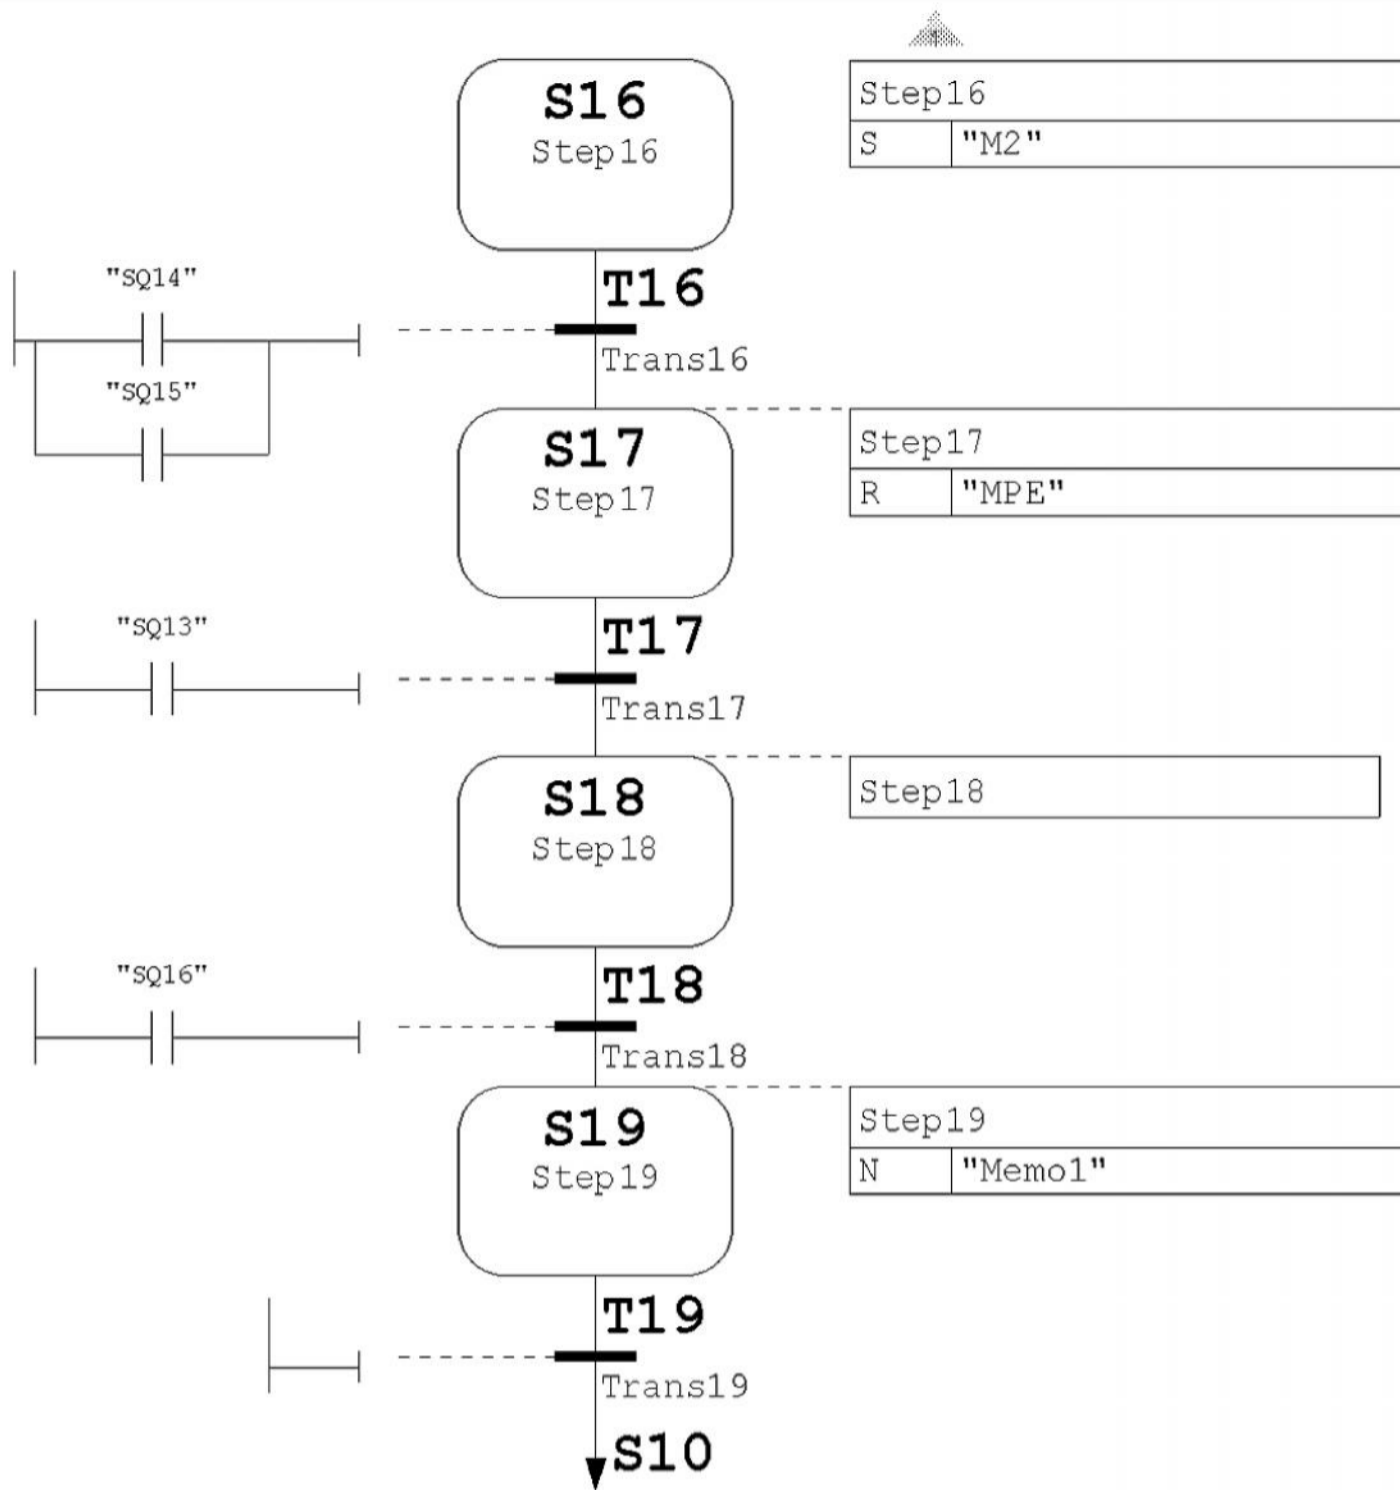 S16
Step16
Step16
S "M2"
"SQ14"
T16
Trans16
"SQ15"
S17
Step17
Step17
R "MPE"
"SQ13"
T17
Trans17
S18
Step18
Step18
"SQ16"
T18
Trans18
S19
Step19
Step19
N "Memo1"
T19
Trans19
S10